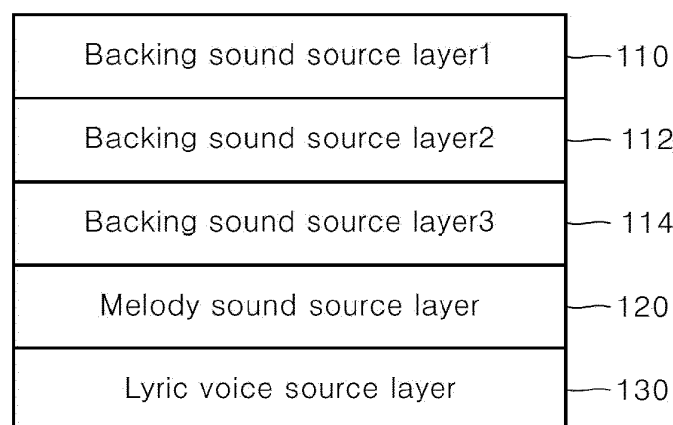 Backing sound source layer1 110
Backing sound source layer2 112
Backing sound source layer3 114
Melody sound source layer 120
Lyric voice source layer 130